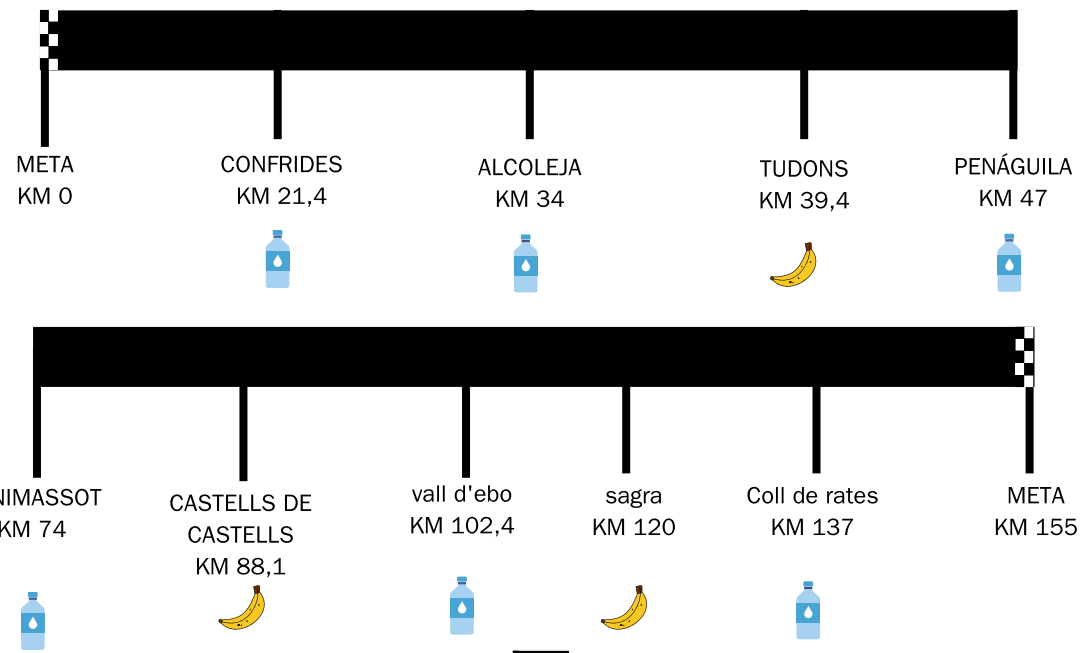 META
KM 0
CONFRIDES
KM 21,4
ALCOLEJA
KM 34
TUDONS
KM 39,4
PENÁGUILA
KM 47
NIMASSOT
KM 74
CASTELLS DE
CASTELLS
KM 88,1
vall d'ebo
KM 102,4
sagra
KM 120
Coll de rates
KM 137
META
KM 155